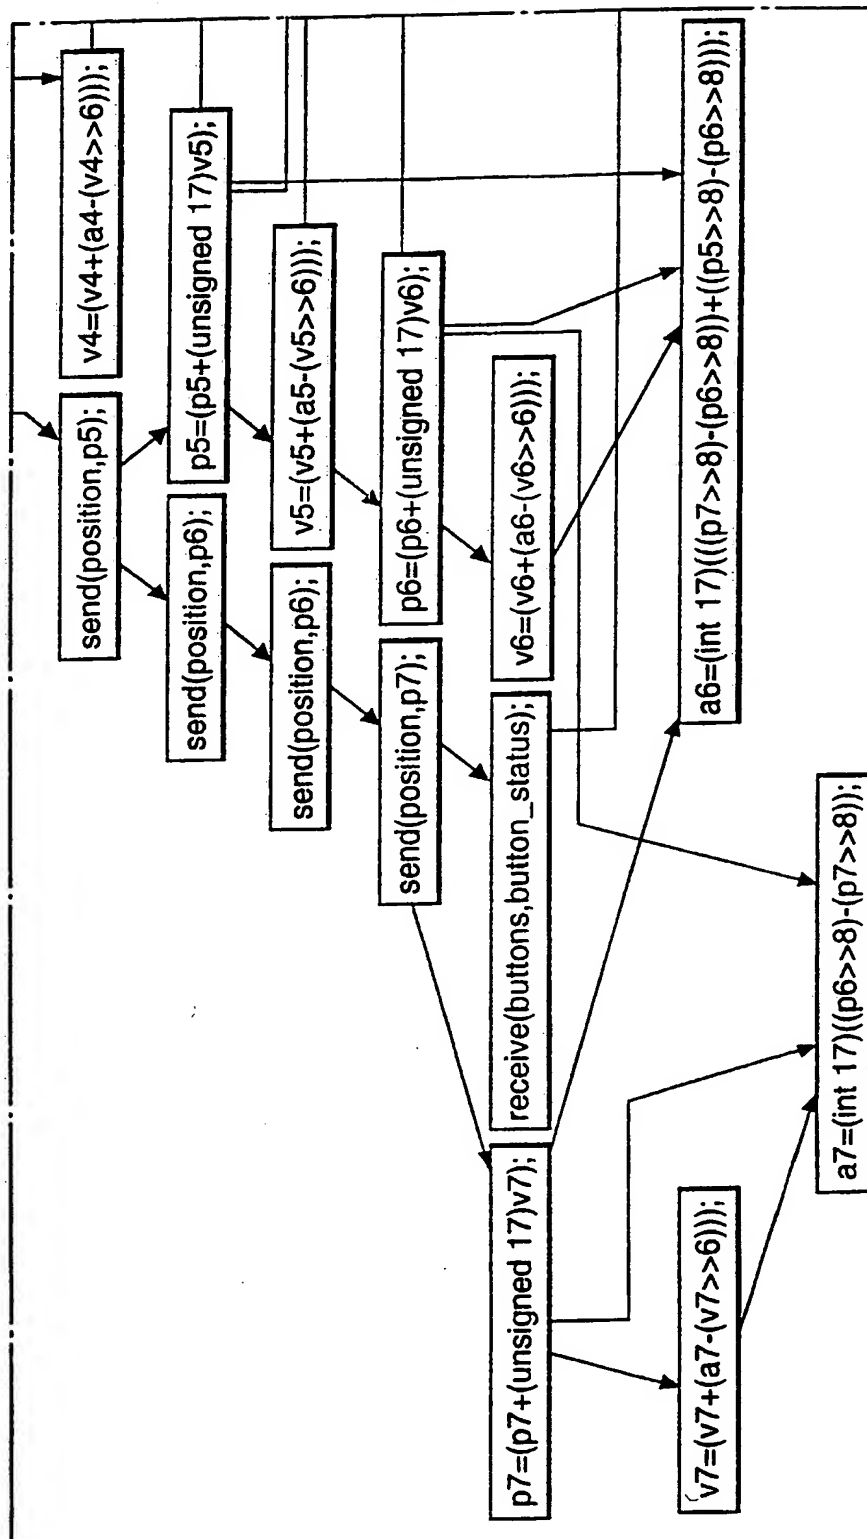 v4=(v4+(a4-(v4>>6)));
send(position,p5);
p5=(p5+(unsigned 17)v5);
send(position,p6);
v5=(v5+(a5-(v5>>6)));
send(position,p6);
p6=(p6+(unsigned 17)v6);
send(position,p7);
v6=(v6+(a6-(v6>>6)));
receive(buttons,button_status);
p7=(p7+(unsigned 17)v7);
a6=(int 17)(((p7>>8)-(p6>>8))+((p5>>8)-(p6>>8)));
v7=(v7+(a7-(v7>>6)));
a7=(int 17)((p6>>8)-(p7>>8));